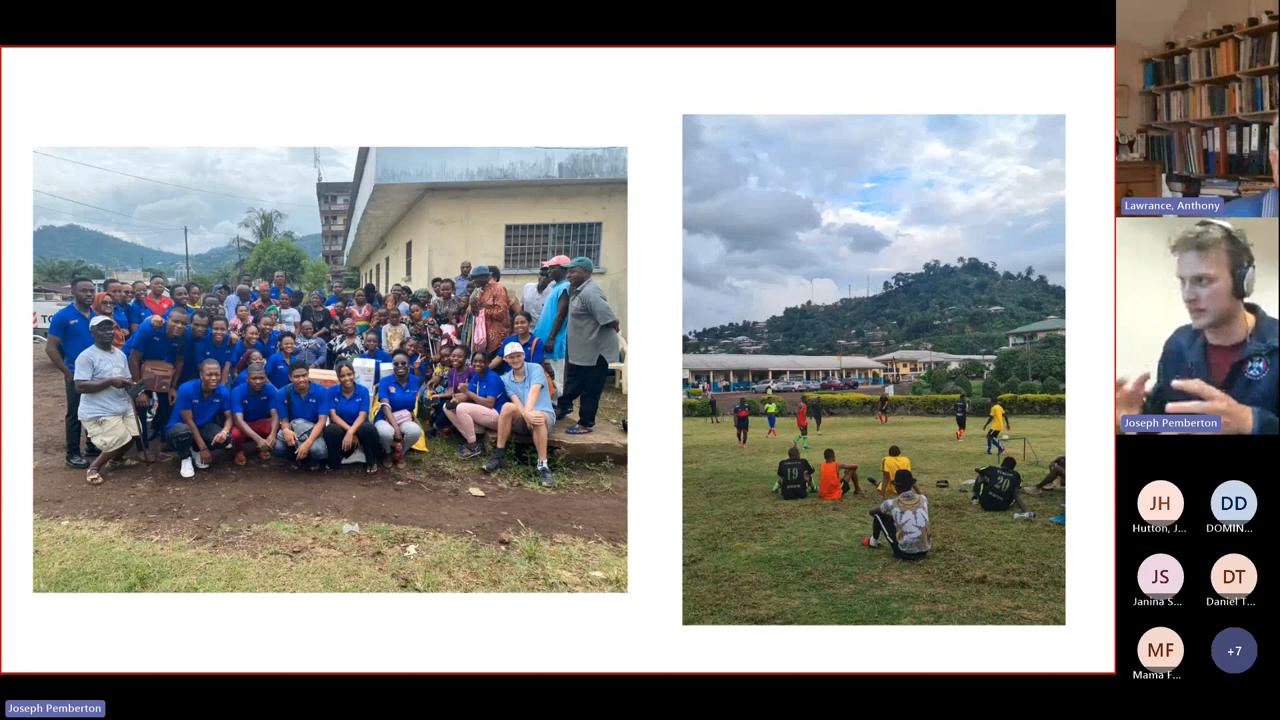 TO
19
20
Lawrance, Anthony
Joseph Pemberton
JH
Hutton, J...
DD
DOMIN...
JS
Janina S...
DT
Daniel T...
MF
Mama F...
+7
Joseph Pemberton